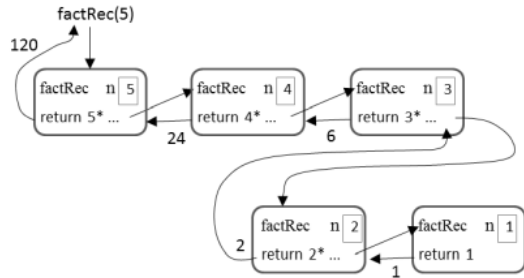 factRec(5)
120
factRec n 5
return 5* ...
factRec n 4
return 4* ...
factRec n 3
return 3* ...
24
6
factRec n 2
return 2* ...
factRec n 1
return 1
2
1